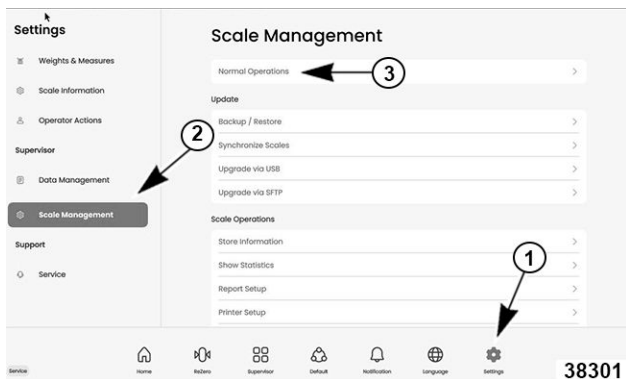 Settings
Weights & Measures
Scale Information
Operator Actions
Supervisor
Data Management
Scale Management
Support
Service
Scale Management
Normal Operations
Update
Backup / Restore
Synchronize Scales
Upgrade via USB
Upgrade via SFTP
Scale Operations
Store Information
Show Statistics
Report Setup
Printer Setup
3
2
1
Service
Home
ReZero
Supervisor
Default
Notification
Language
Settings
38301